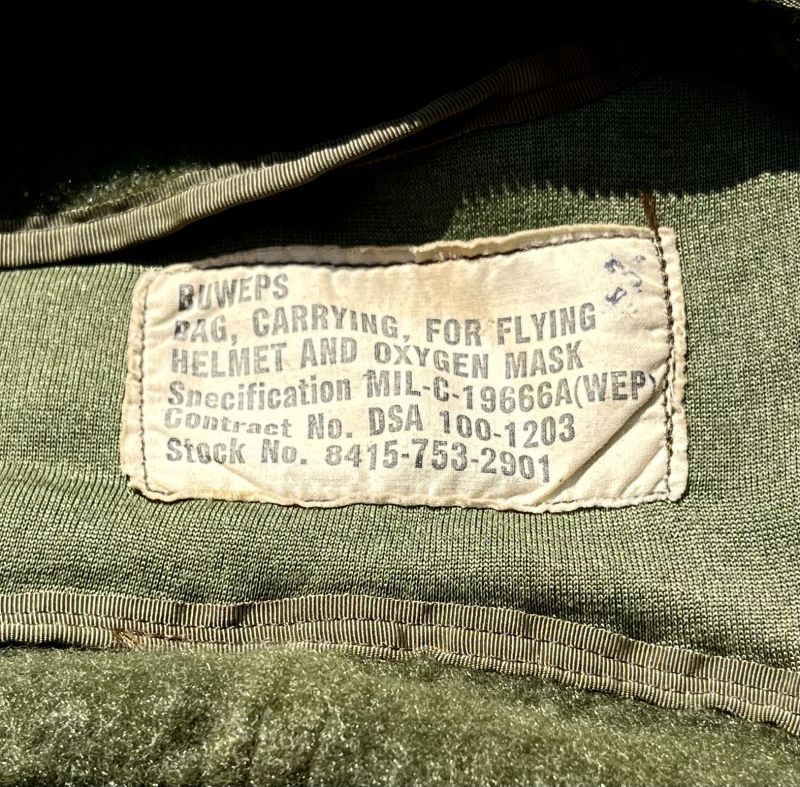 BUWEPS
BAG, CARRYING, FOR FLYING
HELMET AND OXYGEN MASK
Specification MIL-C-19666A(WEP)
Contract No. DSA 100-1203
Stock No. 8415-753-2901